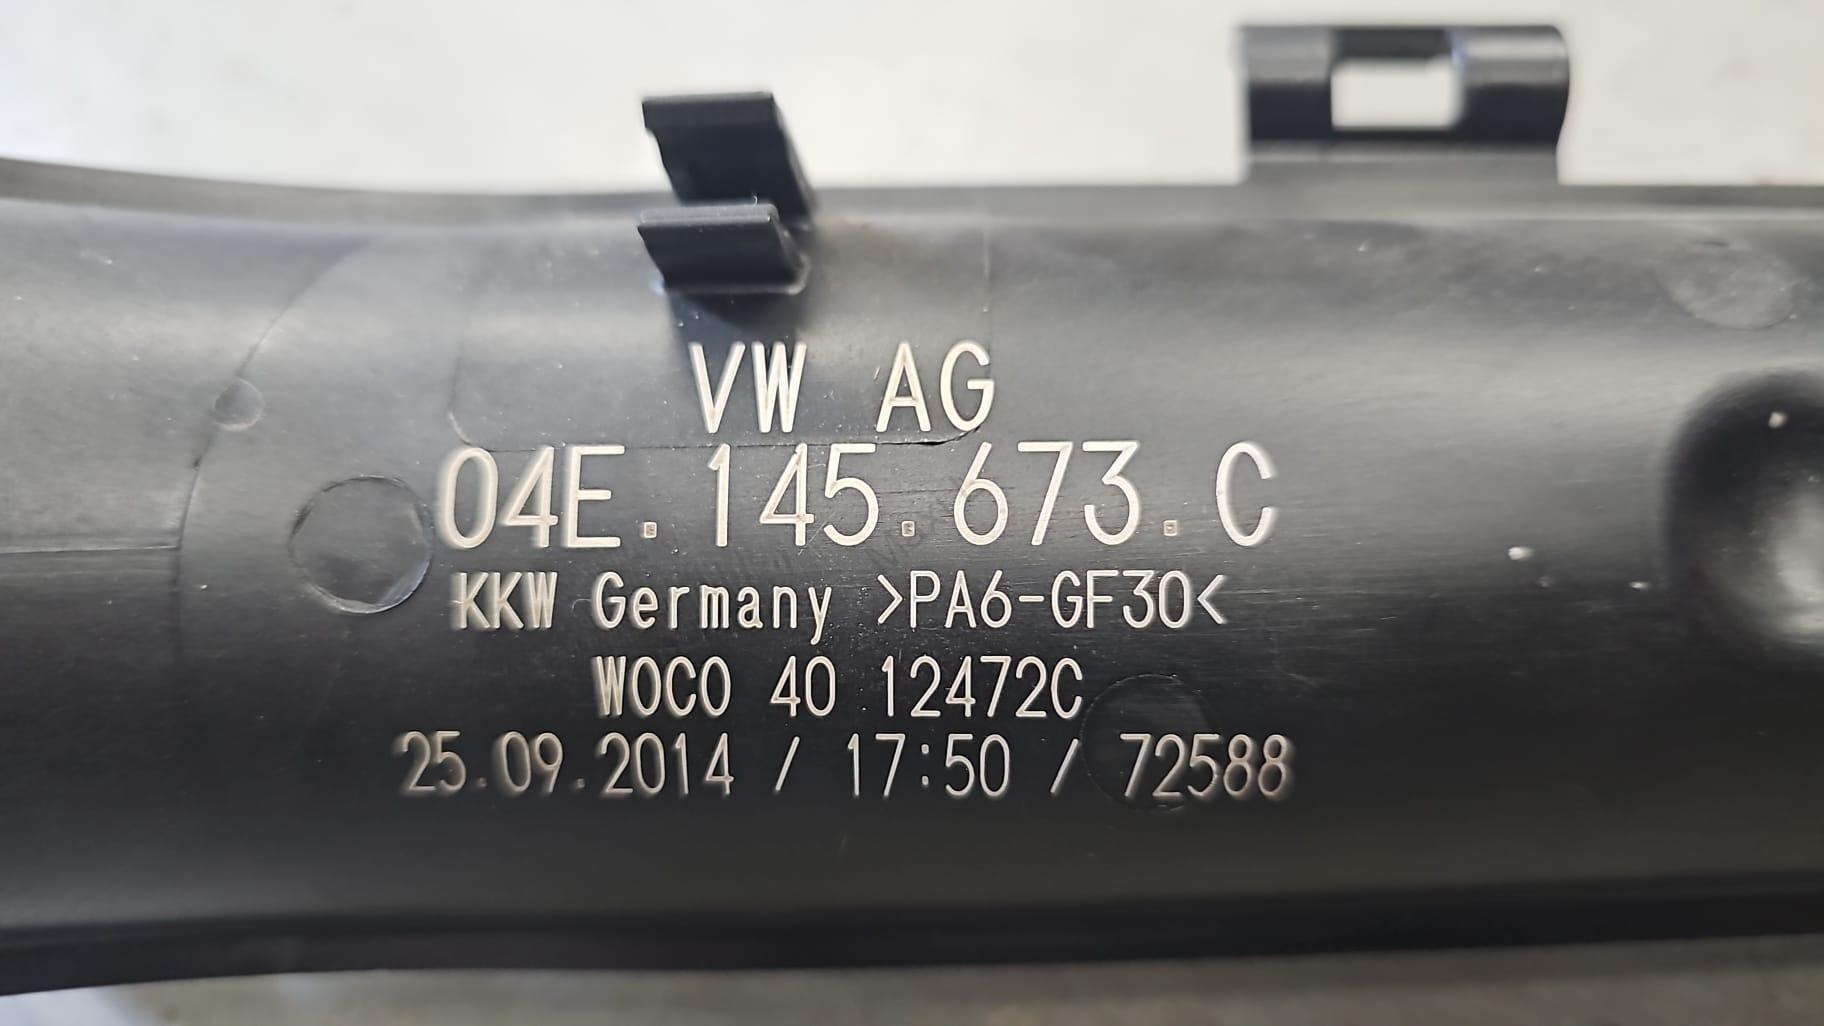 VW AG
04E.145.673.C
KKW Germany >PA6-GF30<
WOCO 40 12472C
25.09.2014 / 17:50 / 72588